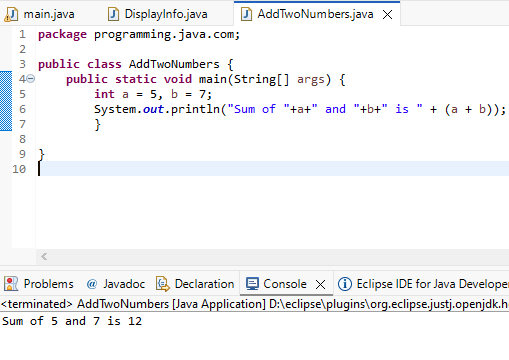 main.java DisplayInfo.java AddTwoNumbers.java
1 package programming.java.com;
2
3 public class AddTwoNumbers {
4 public static void main(String[] args) {
5 int a = 5, b = 7;
6 System.out.println("Sum of "+a+" and "+b+" is " + (a + b));
7 }
8
9 }
10
Problems @ Javadoc Declaration Console Eclipse IDE for Java Developer
<terminated> AddTwoNumbers [Java Application] D:\eclipse\plugins\org.eclipse.justj.openjdk.h
Sum of 5 and 7 is 12